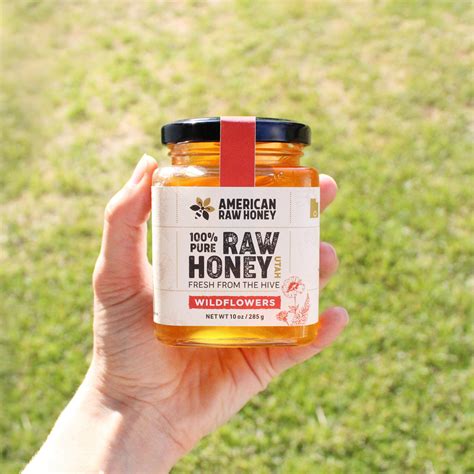 AMERICAN
RAW HONEY
100% PURE RAW
HONEY UTAH
FRESH FROM THE HIVE
WILDFLOWERS
NET WT 10 oz / 285 g